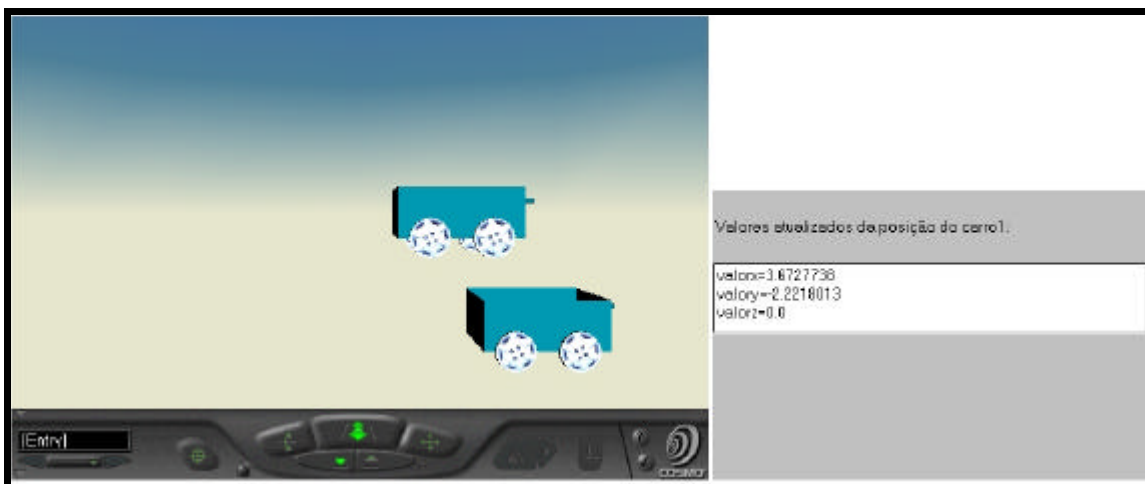 Valores atualizados da posição do carro1:
valorx=3.6727738
valory=-2.2218013
valorz=0.0
[Entry]
COSMO